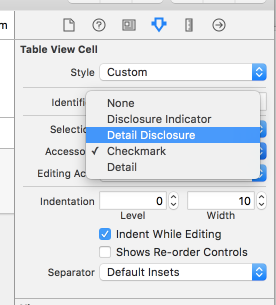 m
Table View Cell
Style Custom
Identifi
None
Disclosure Indicator
Selectio
Detail Disclosure
Accesso ✓ Checkmark
Detail
Editing Ac
Indentation 0 10
Level Width
Indent While Editing
Shows Re-order Controls
Separator Default Insets